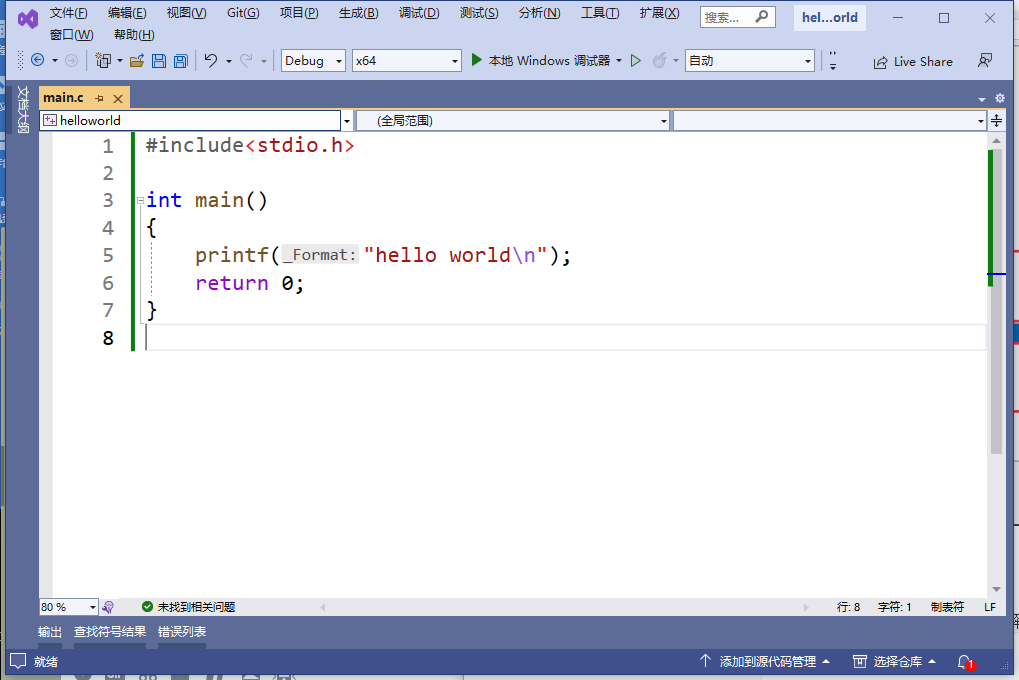 文件(F) 编辑(E) 视图(V) Git(G) 项目(P) 生成(B) 调试(D) 测试(S) 分析(N) 工具(T) 扩展(X) 搜索... hel...orld
窗口(W) 帮助(H)
Debug x64 本地 Windows 调试器 自动 Live Share
文档大纲
main.c
helloworld (全局范围)
1 #include<stdio.h>
2
3 int main()
4 {
5 printf(_Format:"hello world\n");
6 return 0;
7 }
8
80 % 未找到相关问题 行: 8 字符: 1 制表符 LF
输出 查找符号结果 错误列表
就绪 添加到源代码管理 选择仓库 1